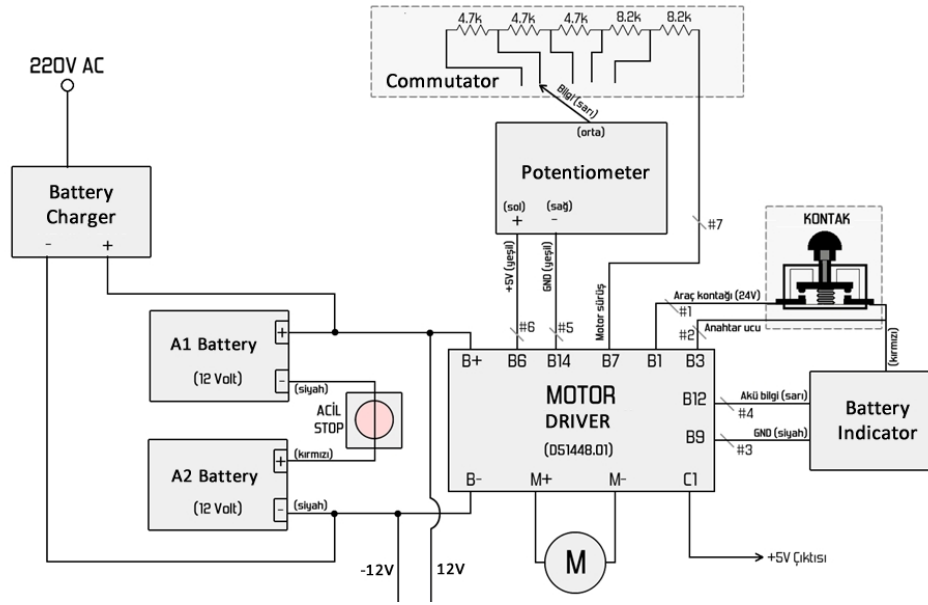 4.7k 4.7k 4.7k 8.2k 8.2k
Commutator
220V AC
Bilgi (sarı)
(orta)
Potentiometer
(sol) (sağ)
+ -
Battery
Charger
- +
#7
KONTAK
+5V (yeşil)
GND (yeşil)
Motor sürüş
Araç kontağı (24V)
#1
Anahtar ucu
#2
#6
#5
(kırmızı)
A1 Battery
(12 Volt)
+
-
(siyah)
ACİL
STOP
B+ B6 B14 B7 B1 B3
MOTOR
DRIVER
(DS1448.01)
B12
B9
Akü bilgi (sarı)
#4
GND (siyah)
#3
Battery
Indicator
A2 Battery
(12 Volt)
+
-
(kırmızı)
(siyah)
B- M+ M- C1
M
-12V 12V
+5V Çıktısı